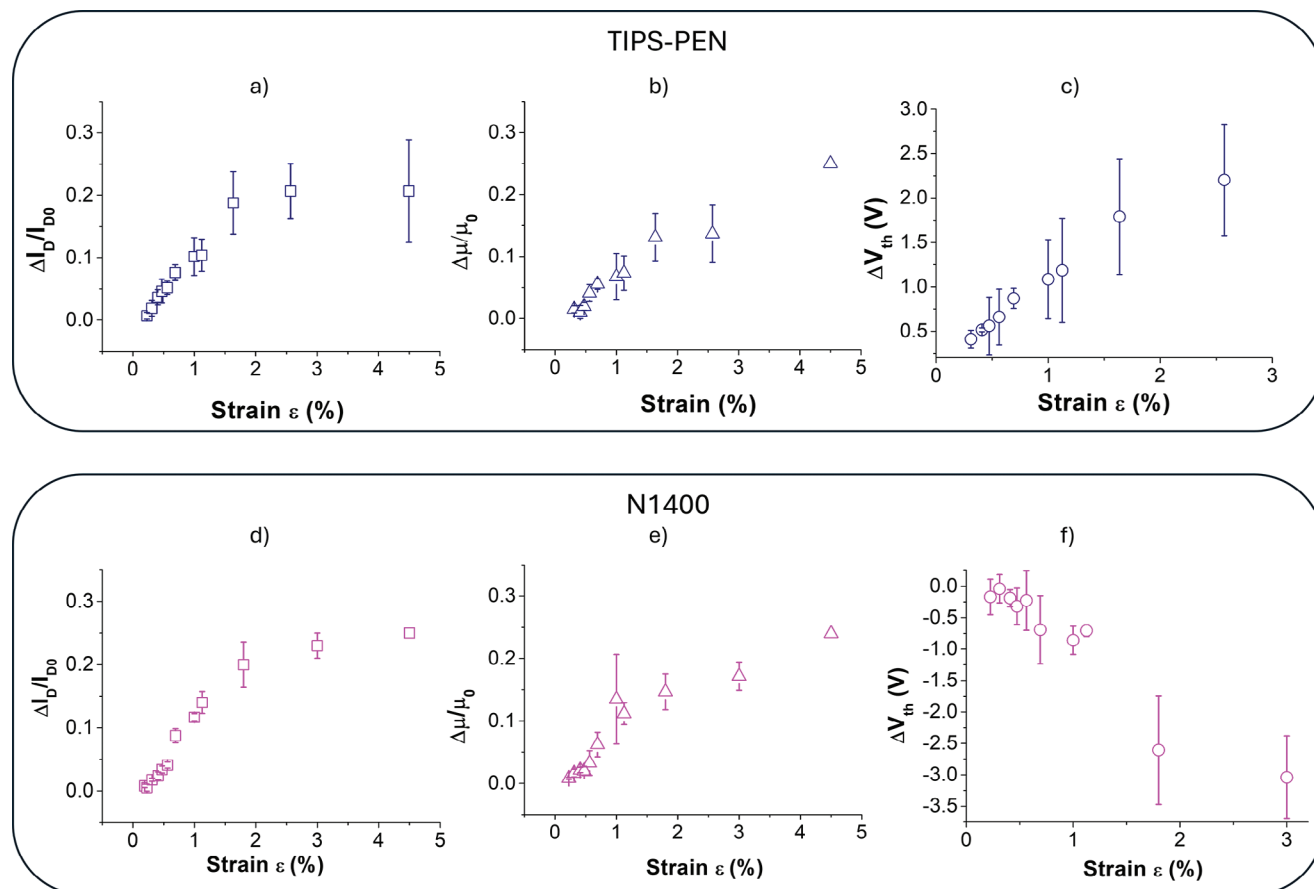 TIPS-PEN
a)
ΔI_D/I_D0
0.3
0.2
0.1
0.0
0 1 2 3 4 5
Strain ε (%)
b)
Δμ/μ_0
0.3
0.2
0.1
0.0
0 1 2 3 4 5
Strain (%)
c)
ΔV_th (V)
3.0
2.5
2.0
1.5
1.0
0.5
0 1 2 3
Strain ε (%)
N1400
d)
ΔI_D/I_D0
0.3
0.2
0.1
0.0
0 1 2 3 4 5
Strain ε (%)
e)
Δμ/μ_0
0.3
0.2
0.1
0.0
0 1 2 3 4 5
Strain ε (%)
f)
ΔV_th (V)
0.0
-0.5
-1.0
-1.5
-2.0
-2.5
-3.0
-3.5
0 1 2 3
Strain ε (%)